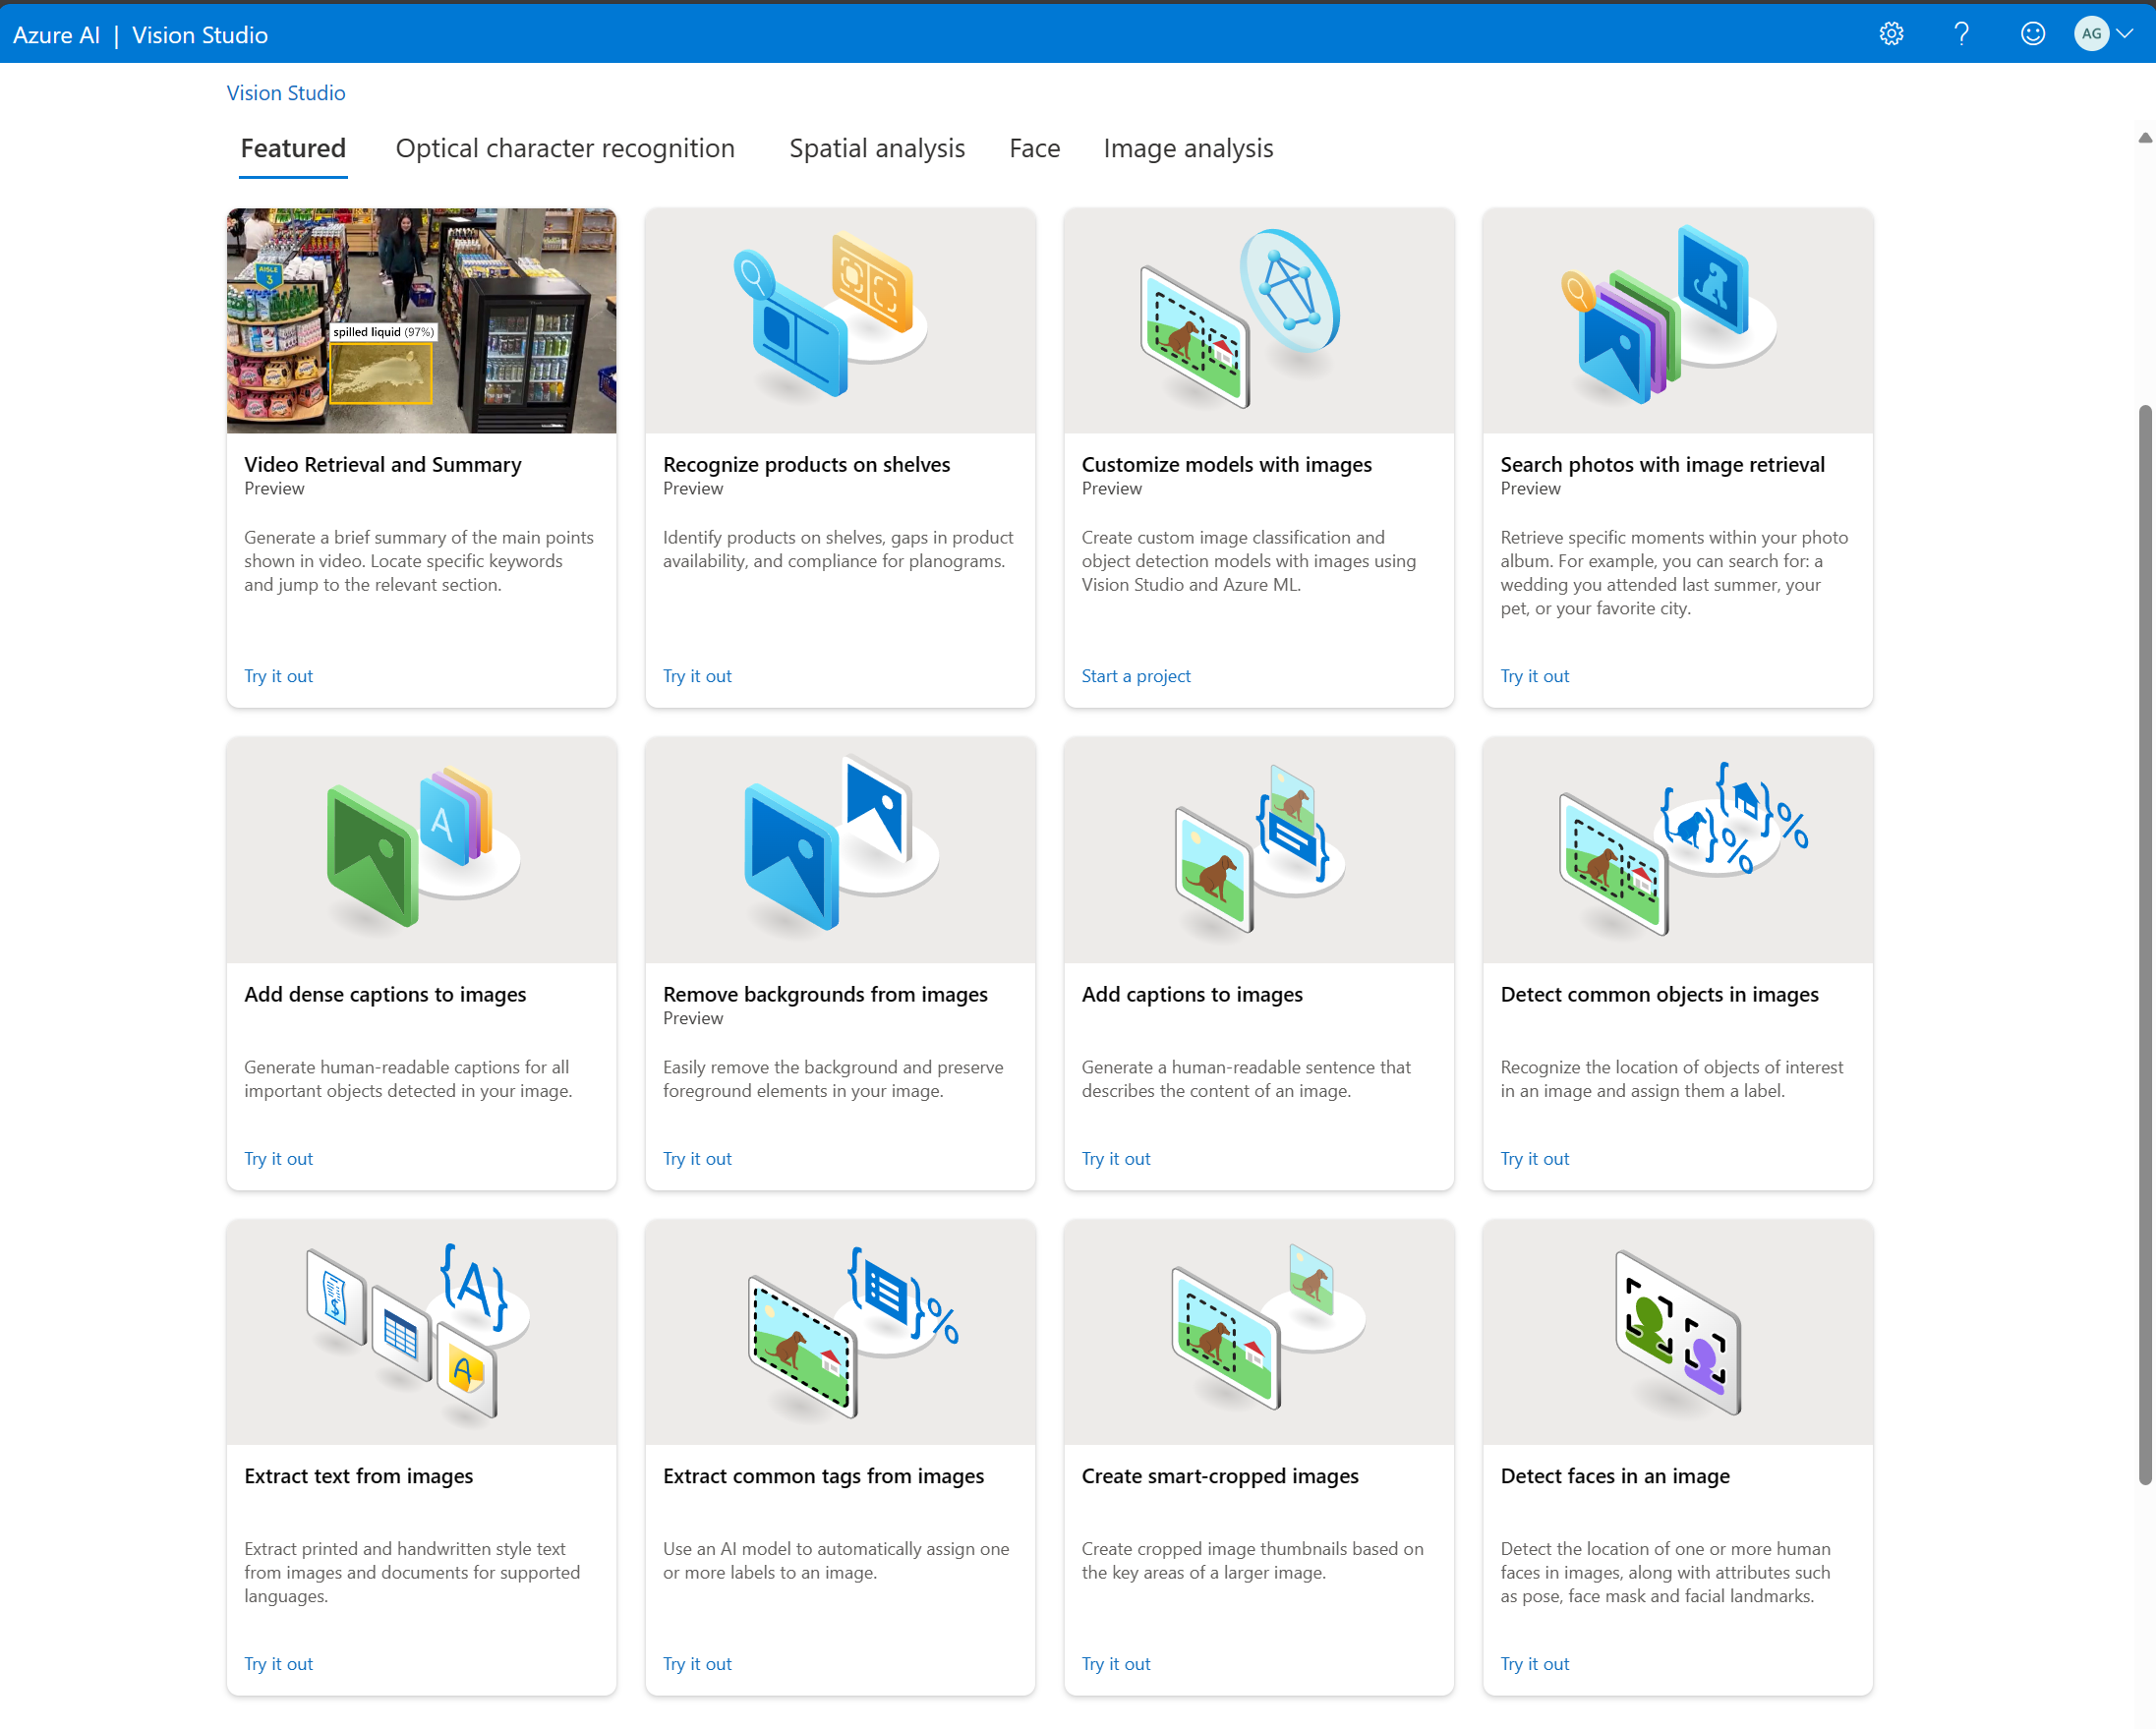 Azure AI | Vision Studio
AG
Vision Studio
Featured
Optical character recognition
Spatial analysis
Face
Image analysis
AISLE
3
spilled liquid (97%)
Video Retrieval and Summary
Preview
Generate a brief summary of the main points
shown in video. Locate specific keywords
and jump to the relevant section.
Try it out
Recognize products on shelves
Preview
Identify products on shelves, gaps in product
availability, and compliance for planograms.
Try it out
Customize models with images
Preview
Create custom image classification and
object detection models with images using
Vision Studio and Azure ML.
Start a project
Search photos with image retrieval
Preview
Retrieve specific moments within your photo
album. For example, you can search for: a
wedding you attended last summer, your
pet, or your favorite city.
Try it out
A
Add dense captions to images
Generate human-readable captions for all
important objects detected in your image.
Try it out
Remove backgrounds from images
Preview
Easily remove the background and preserve
foreground elements in your image.
Try it out
{ }
Add captions to images
Generate a human-readable sentence that
describes the content of an image.
Try it out
{ }%
{ }%
Detect common objects in images
Recognize the location of objects of interest
in an image and assign them a label.
Try it out
$
{A}
A
Extract text from images
Extract printed and handwritten style text
from images and documents for supported
languages.
Try it out
{ }%
Extract common tags from images
Use an AI model to automatically assign one
or more labels to an image.
Try it out
Create smart-cropped images
Create cropped image thumbnails based on
the key areas of a larger image.
Try it out
Detect faces in an image
Detect the location of one or more human
faces in images, along with attributes such
as pose, face mask and facial landmarks.
Try it out